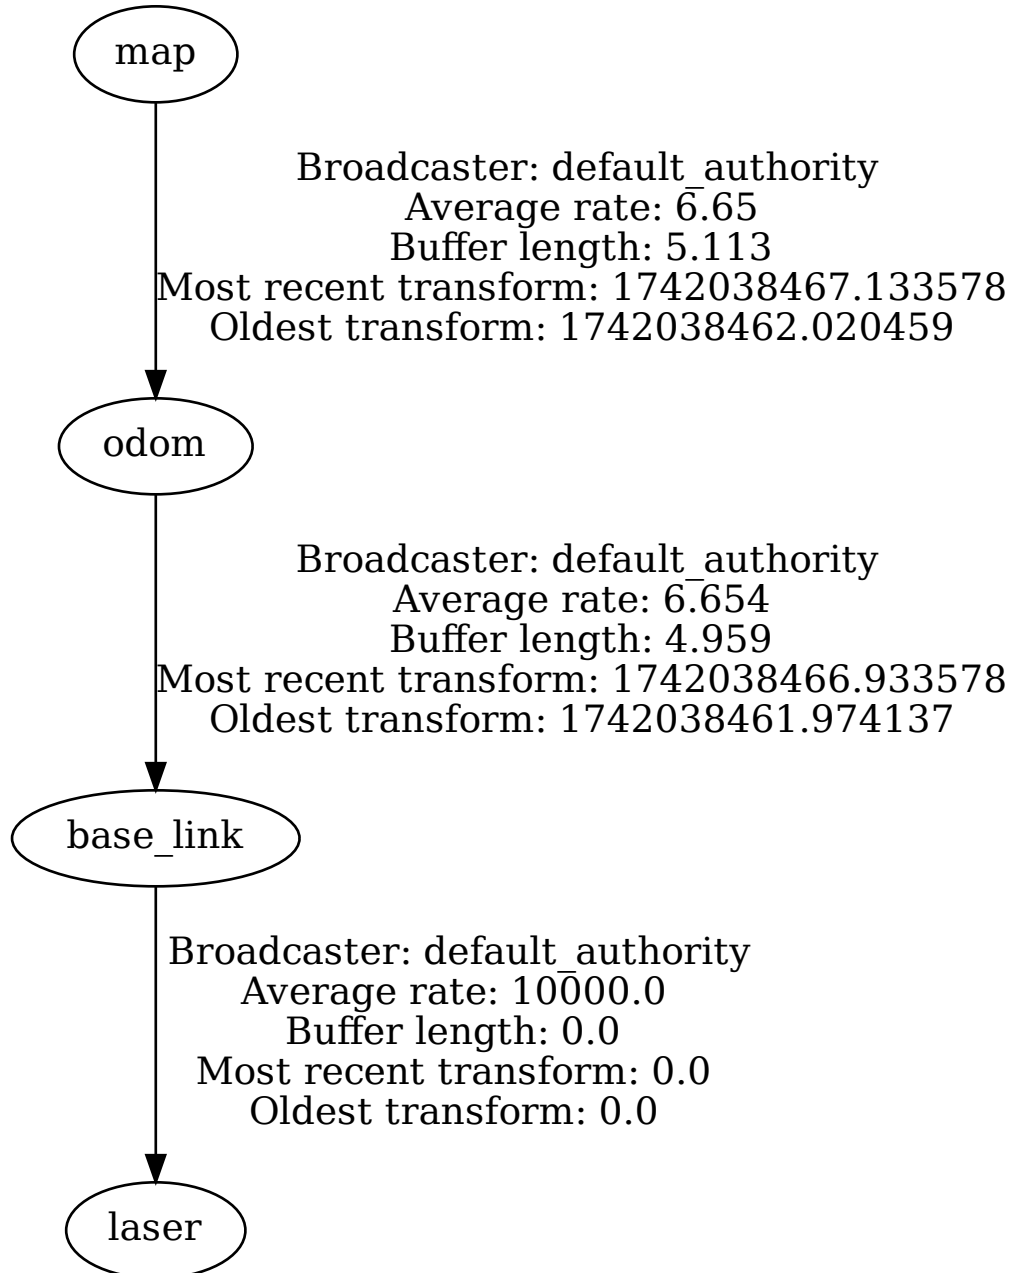 map
Broadcaster: default_authority
Average rate: 6.65
Buffer length: 5.113
Most recent transform: 1742038467.133578
Oldest transform: 1742038462.020459
odom
Broadcaster: default_authority
Average rate: 6.654
Buffer length: 4.959
Most recent transform: 1742038466.933578
Oldest transform: 1742038461.974137
base_link
Broadcaster: default_authority
Average rate: 10000.0
Buffer length: 0.0
Most recent transform: 0.0
Oldest transform: 0.0
laser